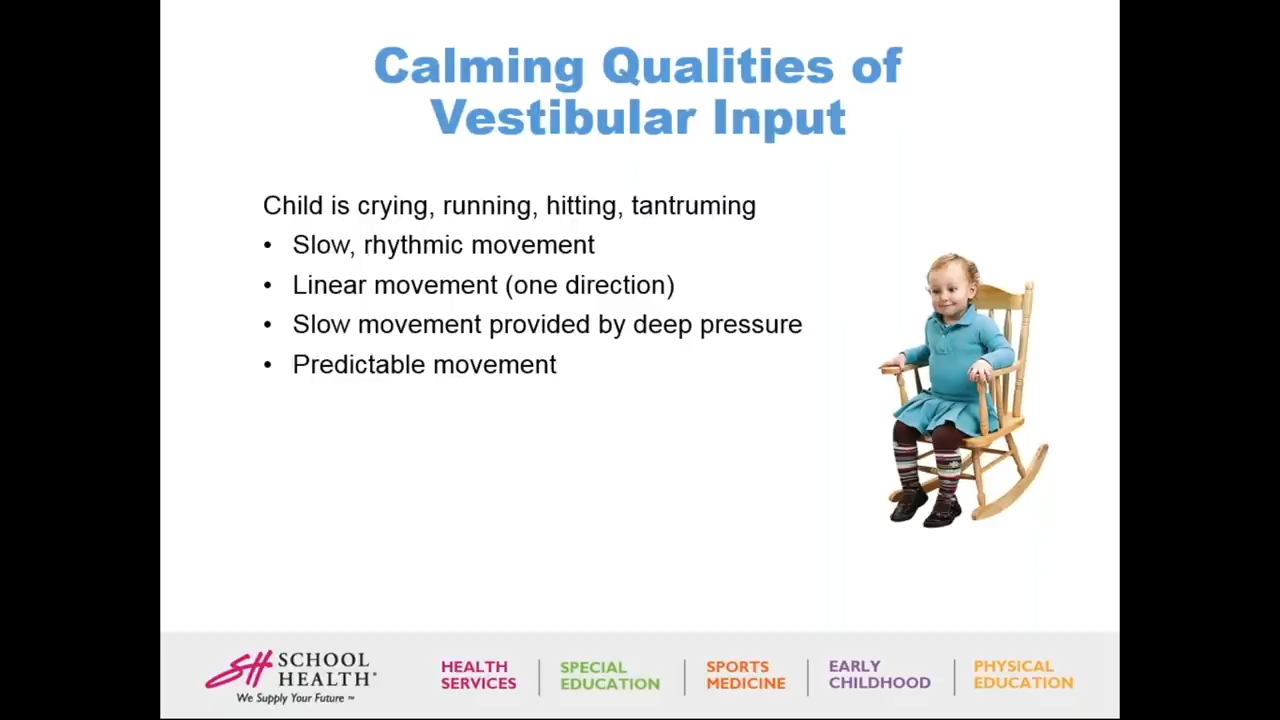 Calming Qualities of
Vestibular Input
Child is crying, running, hitting, tantruming
• Slow, rhythmic movement
• Linear movement (one direction)
• Slow movement provided by deep pressure
• Predictable movement
SH SCHOOL
HEALTH®
We Supply Your Future™
HEALTH
SERVICES
SPECIAL
EDUCATION
SPORTS
MEDICINE
EARLY
CHILDHOOD
PHYSICAL
EDUCATION